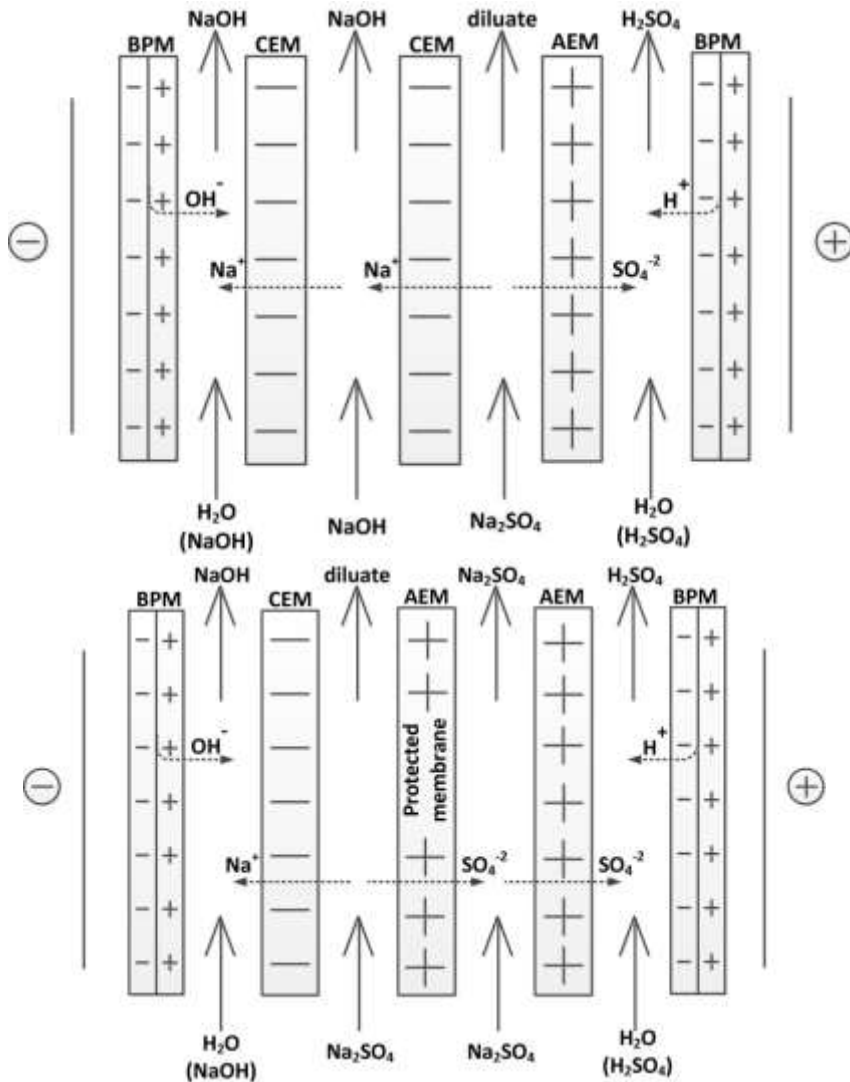 NaOH NaOH diluate H₂SO₄
BPM CEM CEM AEM BPM
OH⁻ H⁺
Na⁺ Na⁺ SO₄⁻²
H₂O
(NaOH) NaOH Na₂SO₄ H₂O
(H₂SO₄)
NaOH diluate Na₂SO₄ H₂SO₄
BPM CEM AEM AEM BPM
Protected
membrane
OH⁻ H⁺
Na⁺ SO₄⁻² SO₄⁻²
H₂O
(NaOH) Na₂SO₄ Na₂SO₄ H₂O
(H₂SO₄)